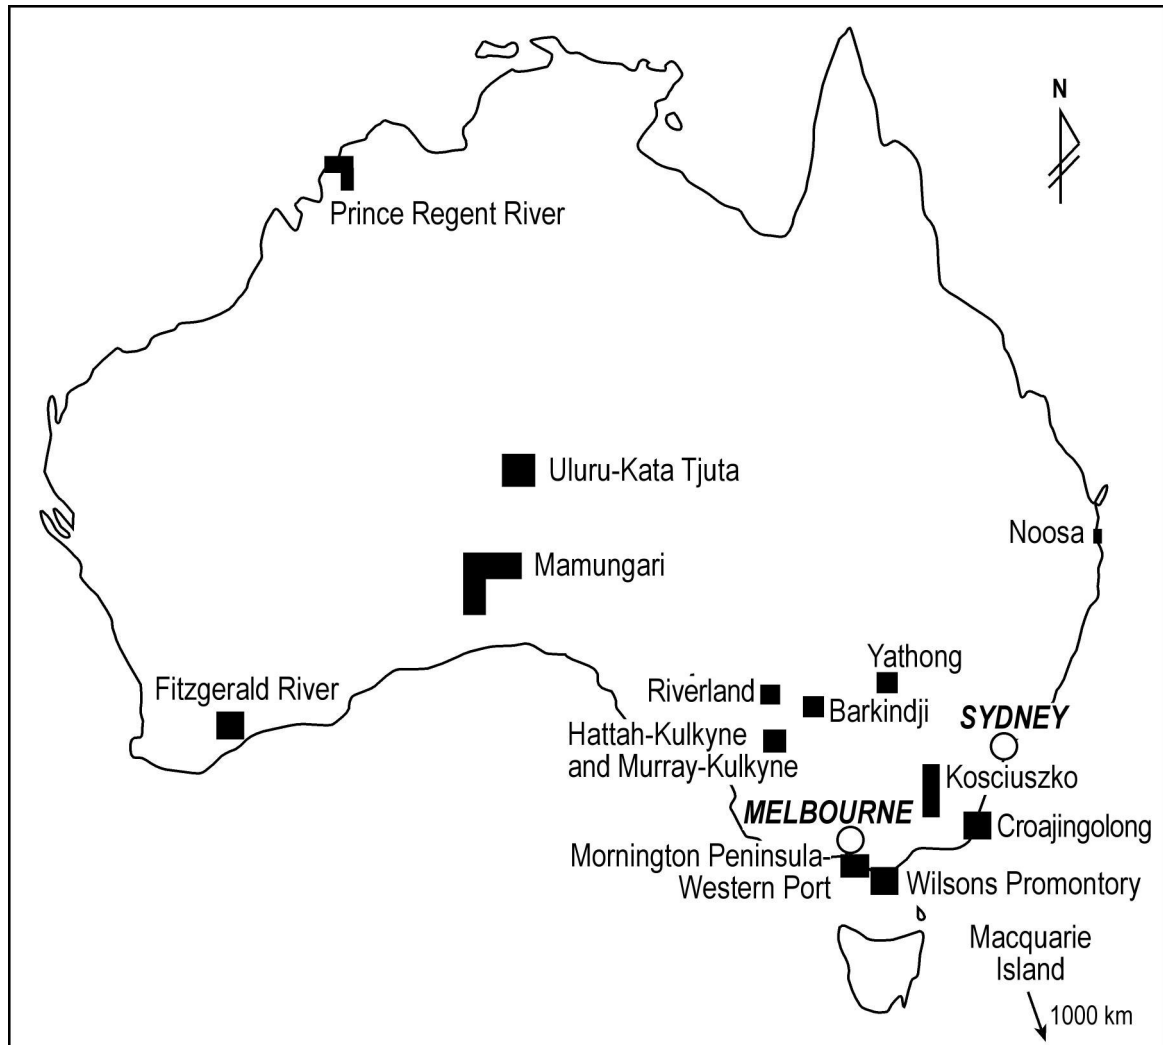 N
Prince Regent River
Uluru-Kata Tjuta
Noosa
Mamungari
Yathong
Fitzgerald River
Riverland
Barkindji
SYDNEY
Hattah-Kulkyne
and Murray-Kulkyne
Kosciuszko
MELBOURNE
Croajingolong
Mornington Peninsula-
Western Port
Wilsons Promontory
Macquarie
Island
1000 km